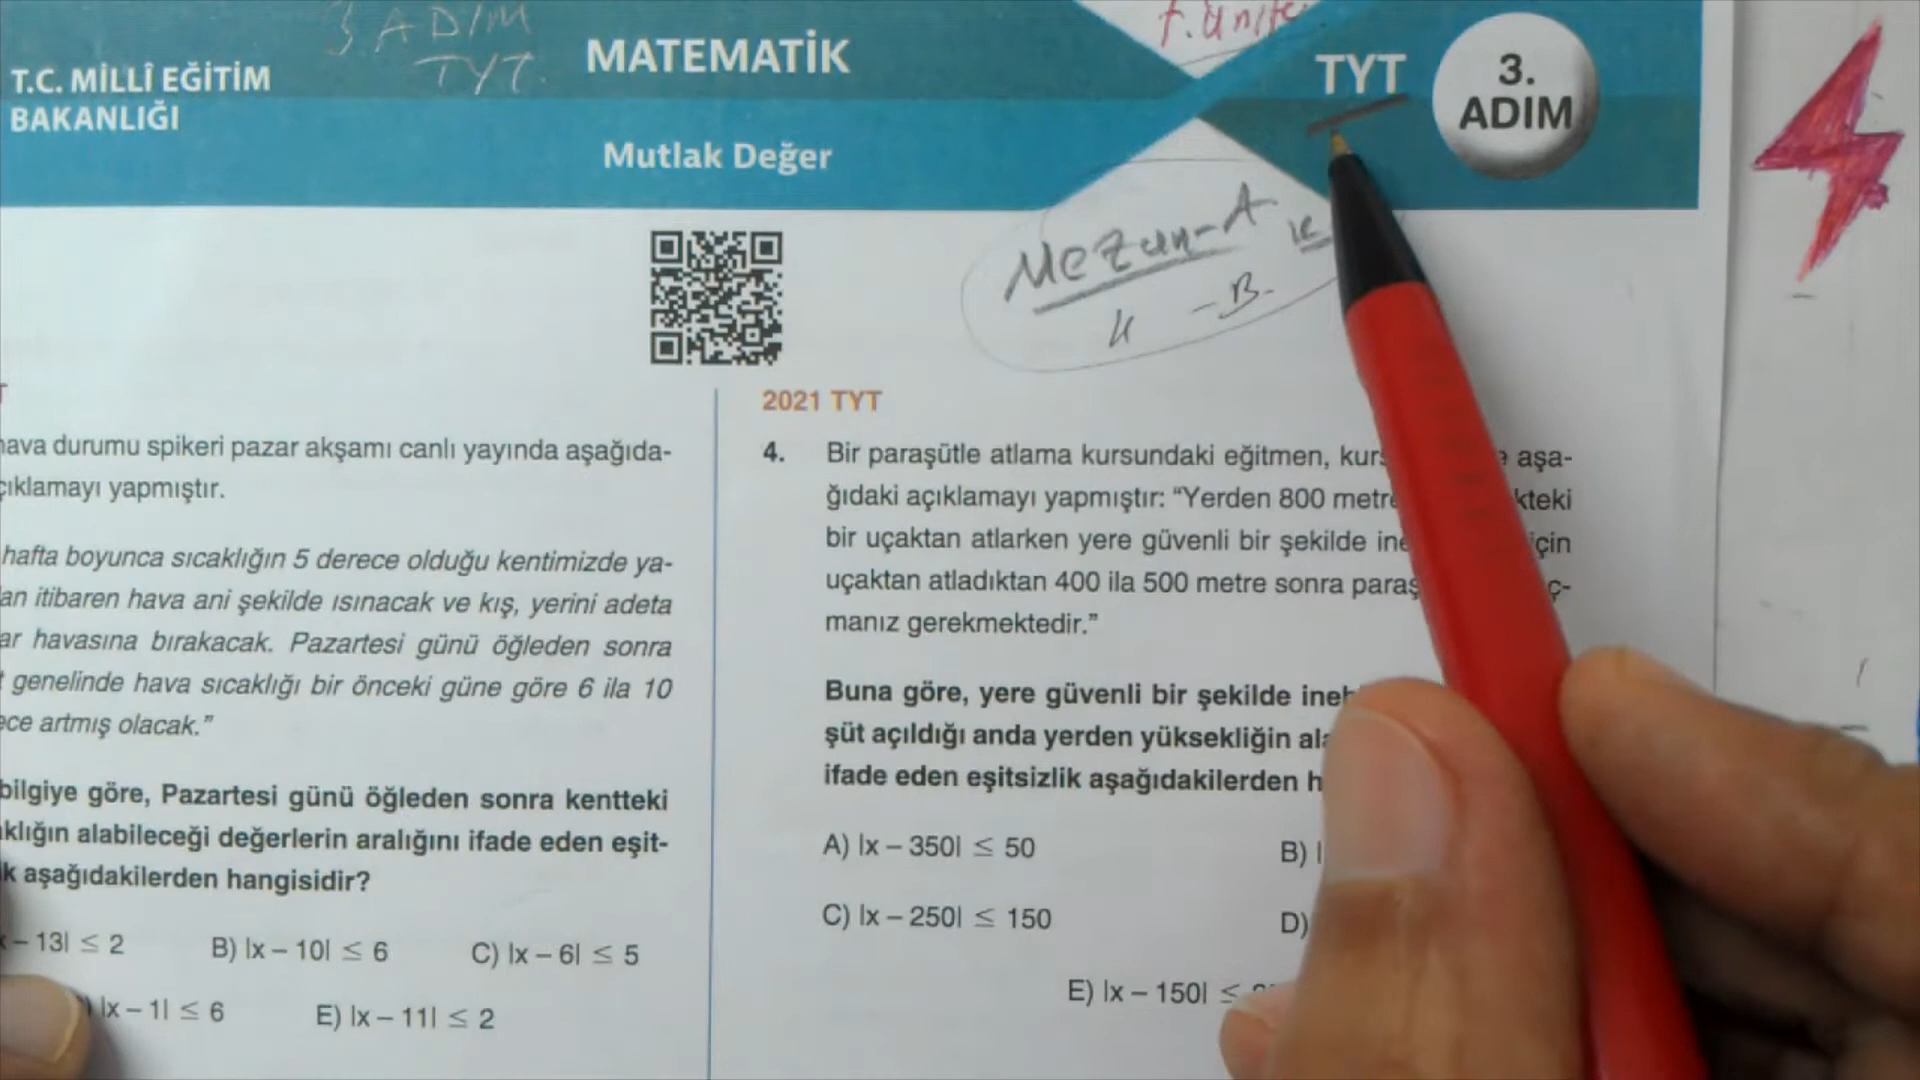 3. ADIM
TYT.
T.C. MİLLÎ EĞİTİM
BAKANLIĞI
MATEMATİK
Mutlak Değer
TYT
3.
ADIM
Mezun-A
-B-
hava durumu spikeri pazar akşamı canlı yayında aşağıda-
çıklamayı yapmıştır.
hafta boyunca sıcaklığın 5 derece olduğu kentimizde ya-
an itibaren hava ani şekilde ısınacak ve kış, yerini adeta
ar havasına bırakacak. Pazartesi günü öğleden sonra
genelinde hava sıcaklığı bir önceki güne göre 6 ila 10
ece artmış olacak.”
bilgiye göre, Pazartesi günü öğleden sonra kentteki
aklığın alabileceği değerlerin aralığını ifade eden eşit-
k aşağıdakilerden hangisidir?
– 13| ≤ 2 B) |x – 10| ≤ 6 C) |x – 6| ≤ 5
|x – 1| ≤ 6 E) |x – 11| ≤ 2
2021 TYT
4. Bir paraşütle atlama kursundaki eğitmen, kurs aşa-
ğıdaki açıklamayı yapmıştır: “Yerden 800 metre kteki
bir uçaktan atlarken yere güvenli bir şekilde ine için
uçaktan atladıktan 400 ila 500 metre sonra paraş ç-
manız gerekmektedir.”
Buna göre, yere güvenli bir şekilde ineb
şüt açıldığı anda yerden yüksekliğin ala
ifade eden eşitsizlik aşağıdakilerden h
A) |x – 350| ≤ 50 B) |
C) |x – 250| ≤ 150 D)
E) |x – 150| ≤